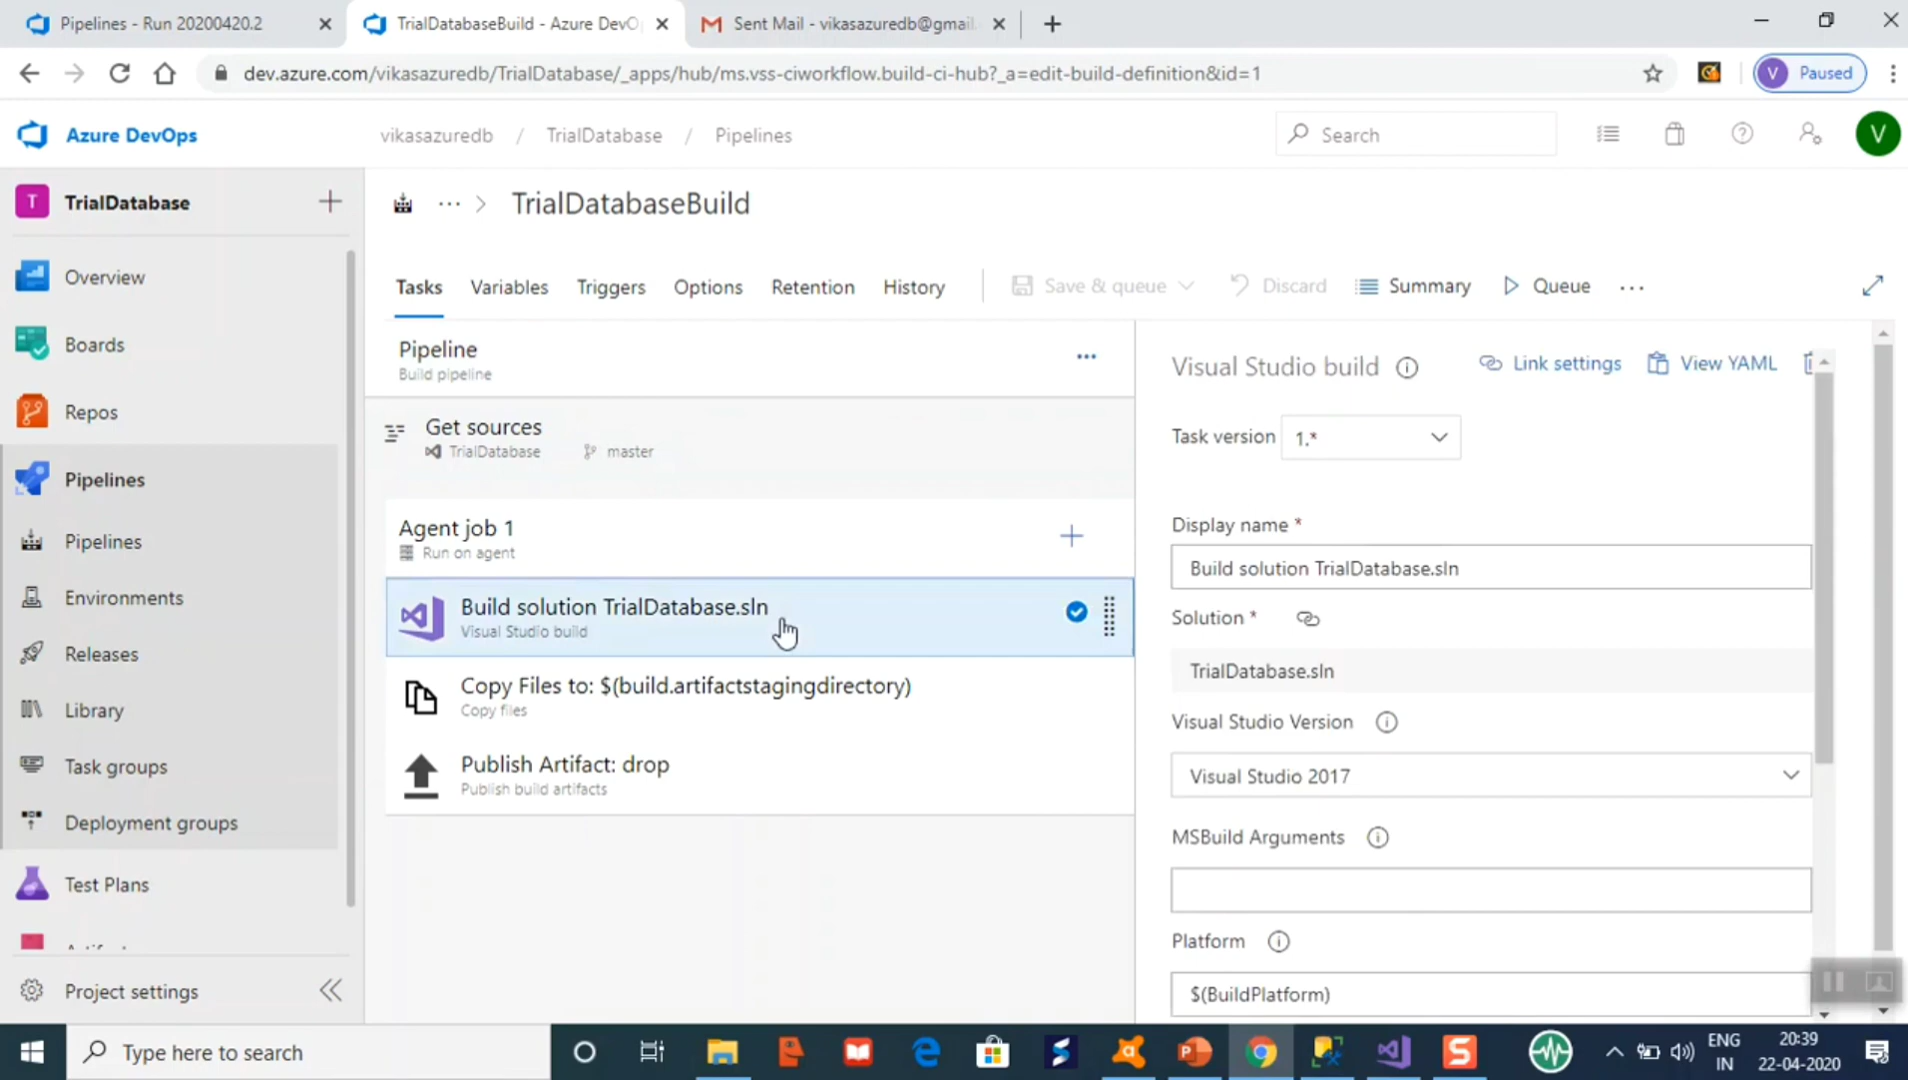 Pipelines - Run 20200420.2
TrialDatabaseBuild - Azure DevO
Sent Mail - vikasazuredb@gmail.
dev.azure.com/vikasazuredb/TrialDatabase/_apps/hub/ms.vss-ciworkflow.build-ci-hub?_a=edit-build-definition&id=1
V Paused
Azure DevOps
vikasazuredb / TrialDatabase / Pipelines
Search
V
T TrialDatabase
Overview
Boards
Repos
Pipelines
Pipelines
Environments
Releases
Library
Task groups
Deployment groups
Test Plans
Project settings
TrialDatabaseBuild
Tasks Variables Triggers Options Retention History
Save & queue Discard Summary Queue
Pipeline
Build pipeline
Get sources
TrialDatabase master
Agent job 1
Run on agent
Build solution TrialDatabase.sln
Visual Studio build
Copy Files to: $(build.artifactstagingdirectory)
Copy files
Publish Artifact: drop
Publish build artifacts
Visual Studio build
Link settings
View YAML
Task version 1.*
Display name *
Build solution TrialDatabase.sln
Solution *
TrialDatabase.sln
Visual Studio Version
Visual Studio 2017
MSBuild Arguments
Platform
$(BuildPlatform)
Type here to search
ENG
IN
20:39
22-04-2020